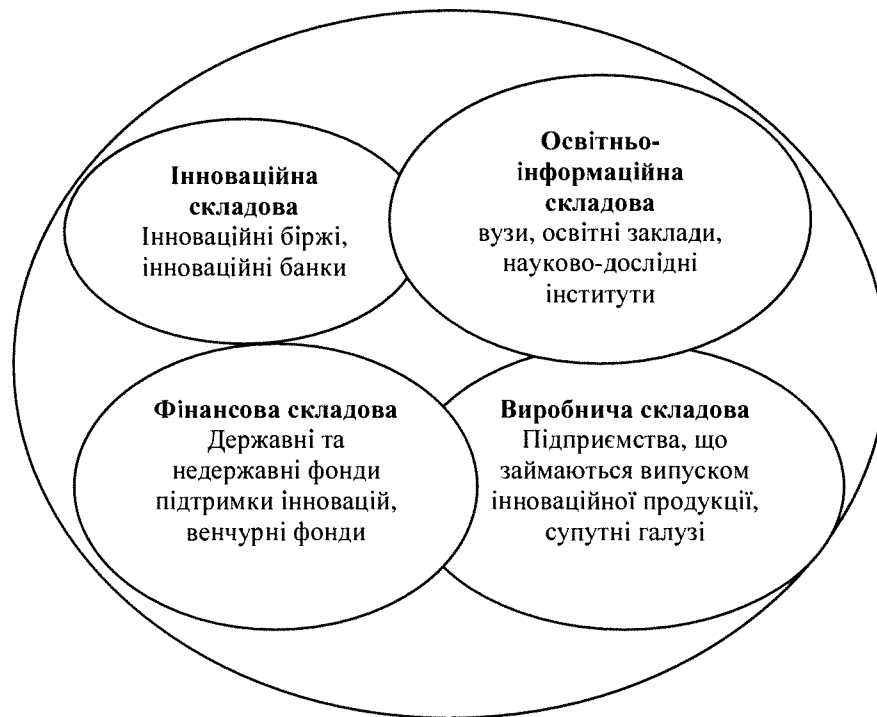 Інноваційна
складова
Інноваційні біржі,
інноваційні банки
Освітньо-
інформаційна
складова
вузи, освітні заклади,
науково-дослідні
інститути
Фінансова складова
Державні та
недержавні фонди
підтримки інновацій,
венчурні фонди
Виробнича складова
Підприємства, що
займаються випуском
інноваційної продукції,
супутні галузі